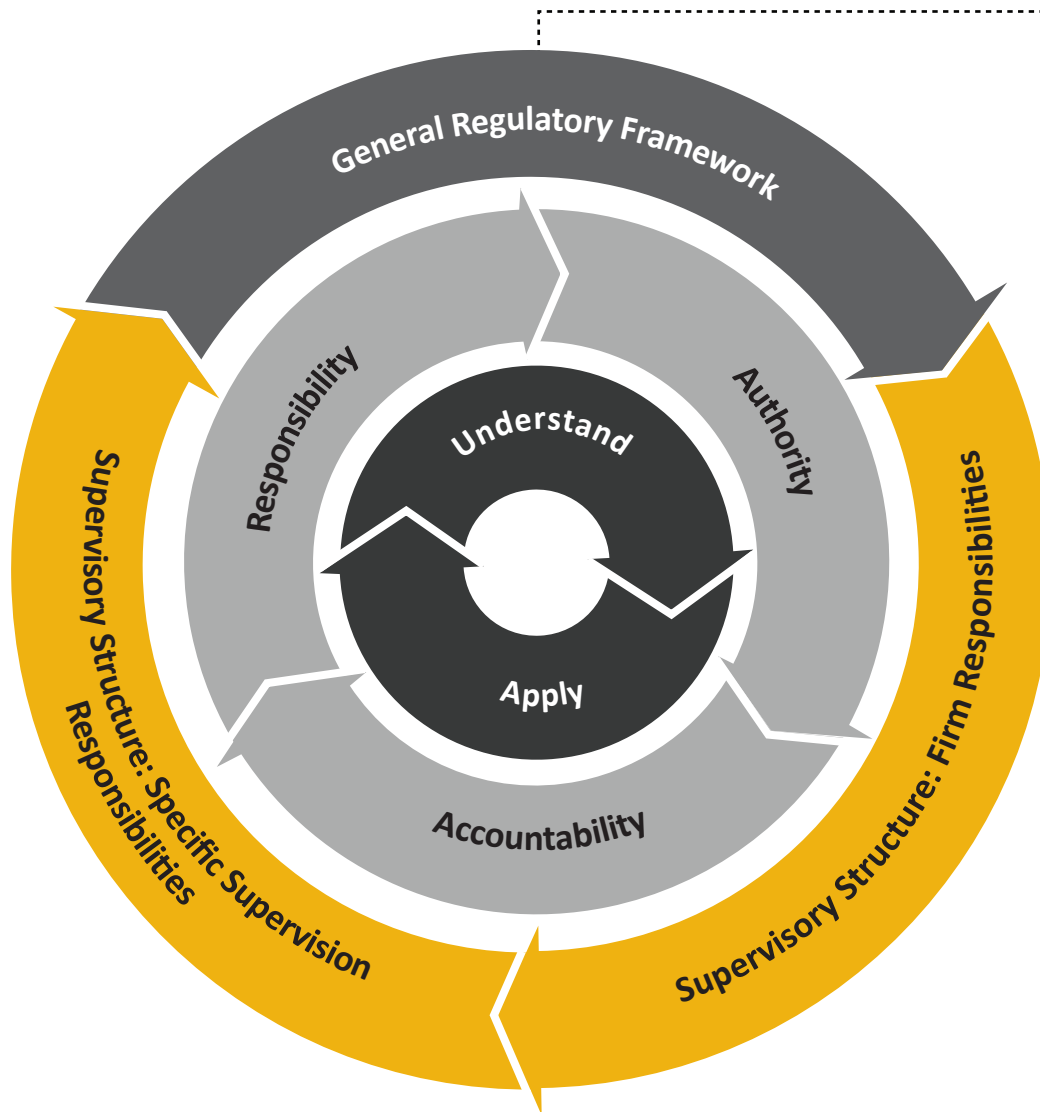 General Regulatory Framework
Responsibility
Authority
Understand
Apply
Accountability
Supervisory Structure: Firm Responsibilities
Supervisory Structure: Specific Supervision
Responsibilities